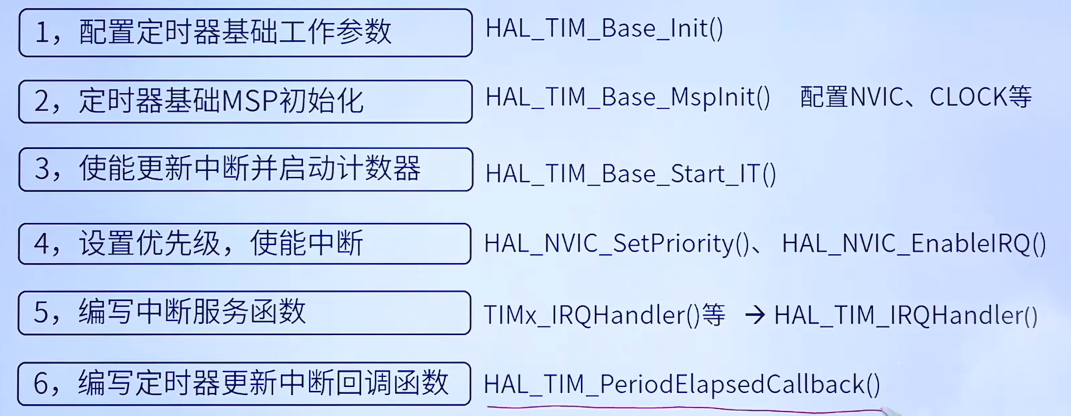 1，配置定时器基础工作参数 HAL_TIM_Base_Init()
2，定时器基础MSP初始化 HAL_TIM_Base_MspInit() 配置NVIC、CLOCK等
3，使能更新中断并启动计数器 HAL_TIM_Base_Start_IT()
4，设置优先级，使能中断 HAL_NVIC_SetPriority()、 HAL_NVIC_EnableIRQ()
5，编写中断服务函数 TIMx_IRQHandler()等 → HAL_TIM_IRQHandler()
6，编写定时器更新中断回调函数 HAL_TIM_PeriodElapsedCallback()